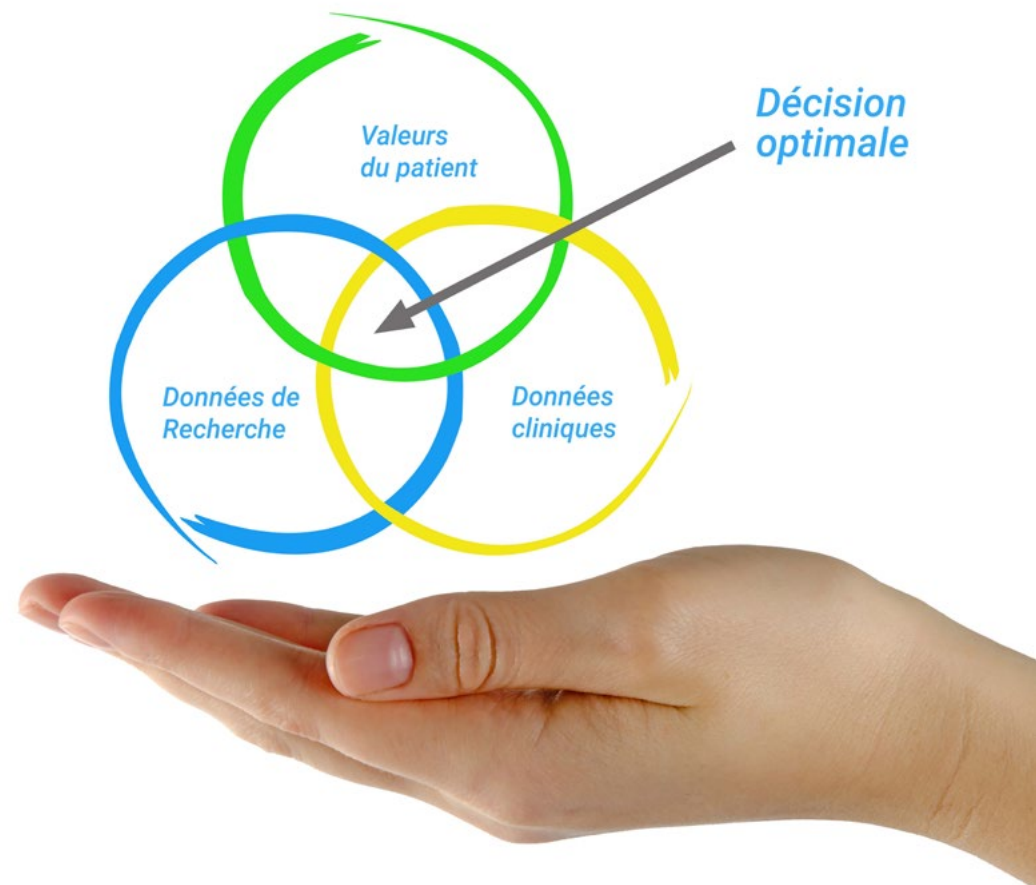 Valeurs
du patient
Décision
optimale
Données de
Recherche
Données
cliniques